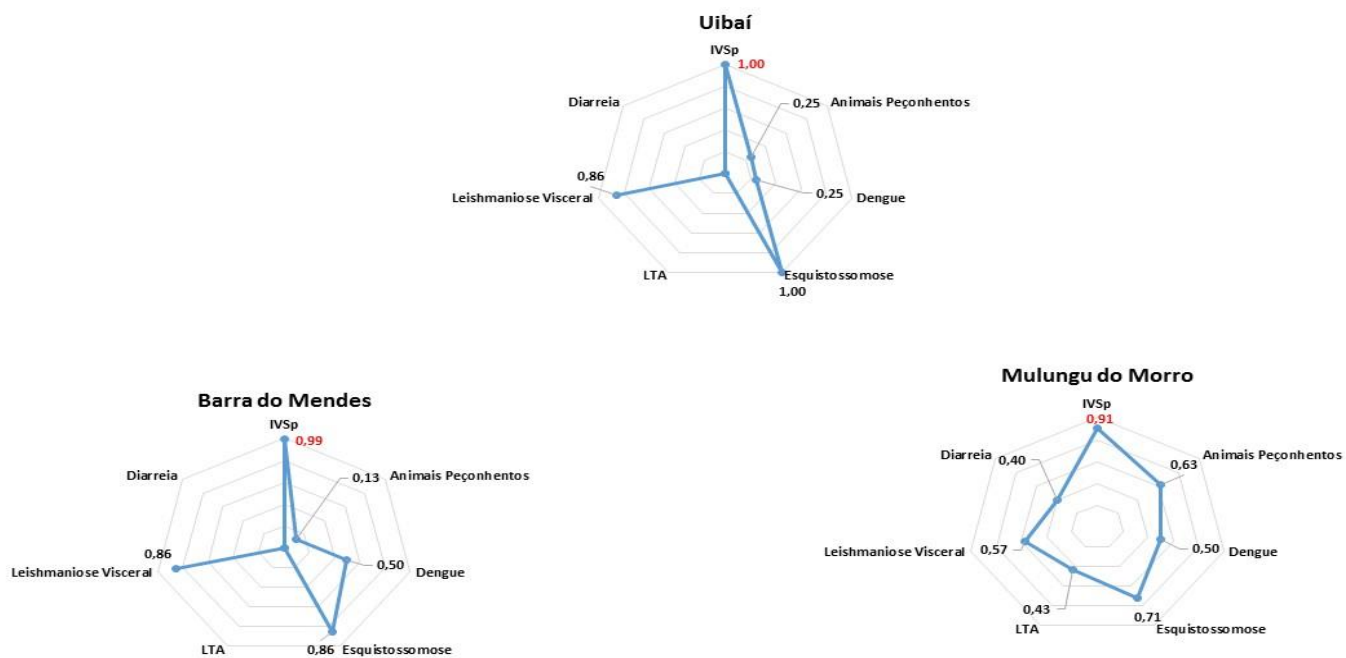 Uibaí
IVSp
1,00
Diarreia
0,25
Animais Peçonhentos
0,86
Leishmaniose Visceral
0,25
Dengue
LTA
Esquistossomose
1,00
Barra do Mendes
IVSp
0,99
Diarreia
0,13
Animais Peçonhentos
0,86
Leishmaniose Visceral
0,50
Dengue
LTA
0,86
Esquistossomose
Mulungu do Morro
IVSp
0,91
Diarreia
0,40
0,63
Animais Peçonhentos
Leishmaniose Visceral
0,57
0,50
Dengue
0,43
LTA
0,71
Esquistossomose